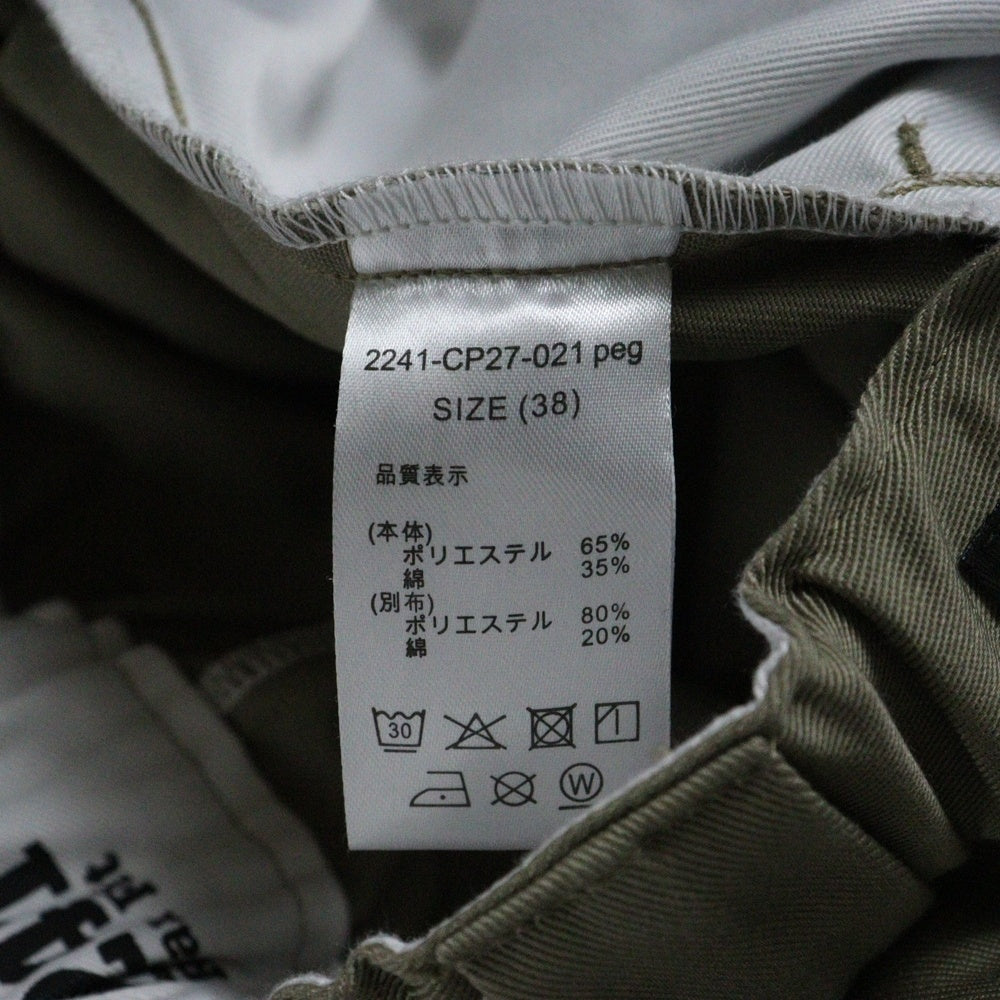 2241-CP27-021 peg
SIZE (38)
品質表示
(本体)
ポリエステル 65%
綿 35%
(別布)
ポリエステル 80%
綿 20%
30
W